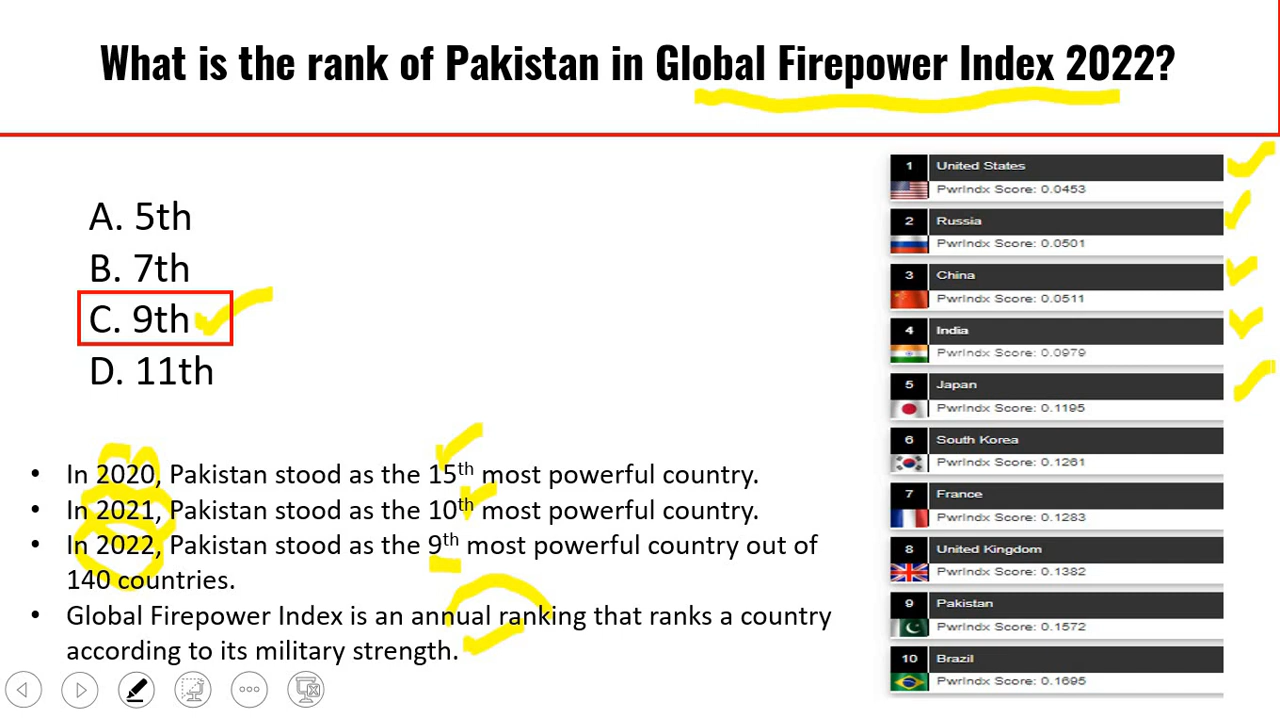 What is the rank of Pakistan in Global Firepower Index 2022?
A. 5th
B. 7th
C. 9th
D. 11th
• In 2020, Pakistan stood as the 15th most powerful country.
• In 2021, Pakistan stood as the 10th most powerful country.
• In 2022, Pakistan stood as the 9th most powerful country out of
140 countries.
• Global Firepower Index is an annual ranking that ranks a country
according to its military strength.
1 United States
PwrIndx Score: 0.0453
2 Russia
PwrIndx Score: 0.0501
3 China
PwrIndx Score: 0.0511
4 India
PwrIndx Score: 0.0979
5 Japan
PwrIndx Score: 0.1195
6 South Korea
PwrIndx Score: 0.1261
7 France
PwrIndx Score: 0.1283
8 United Kingdom
PwrIndx Score: 0.1382
9 Pakistan
PwrIndx Score: 0.1572
10 Brazil
PwrIndx Score: 0.1695